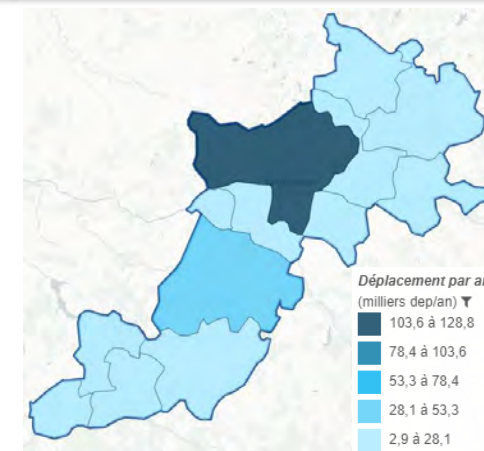 Déplacement par an
(milliers dep/an)
103,6 à 128,8
78,4 à 103,6
53,3 à 78,4
28,1 à 53,3
2,9 à 28,1